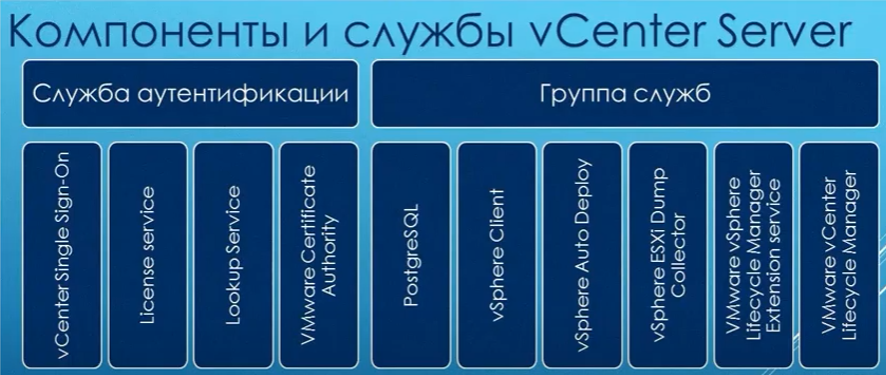 Компоненты и службы vCenter Server
Служба аутентификации
Группа служб
vCenter Single Sign-On
License service
Lookup Service
VMware Certificate
Authority
PostgreSQL
vSphere Client
vSphere Auto Deploy
vSphere ESXi Dump
Collector
VMware vSphere
Lifecycle Manager
Extension service
VMware vCenter
Lifecycle Manager